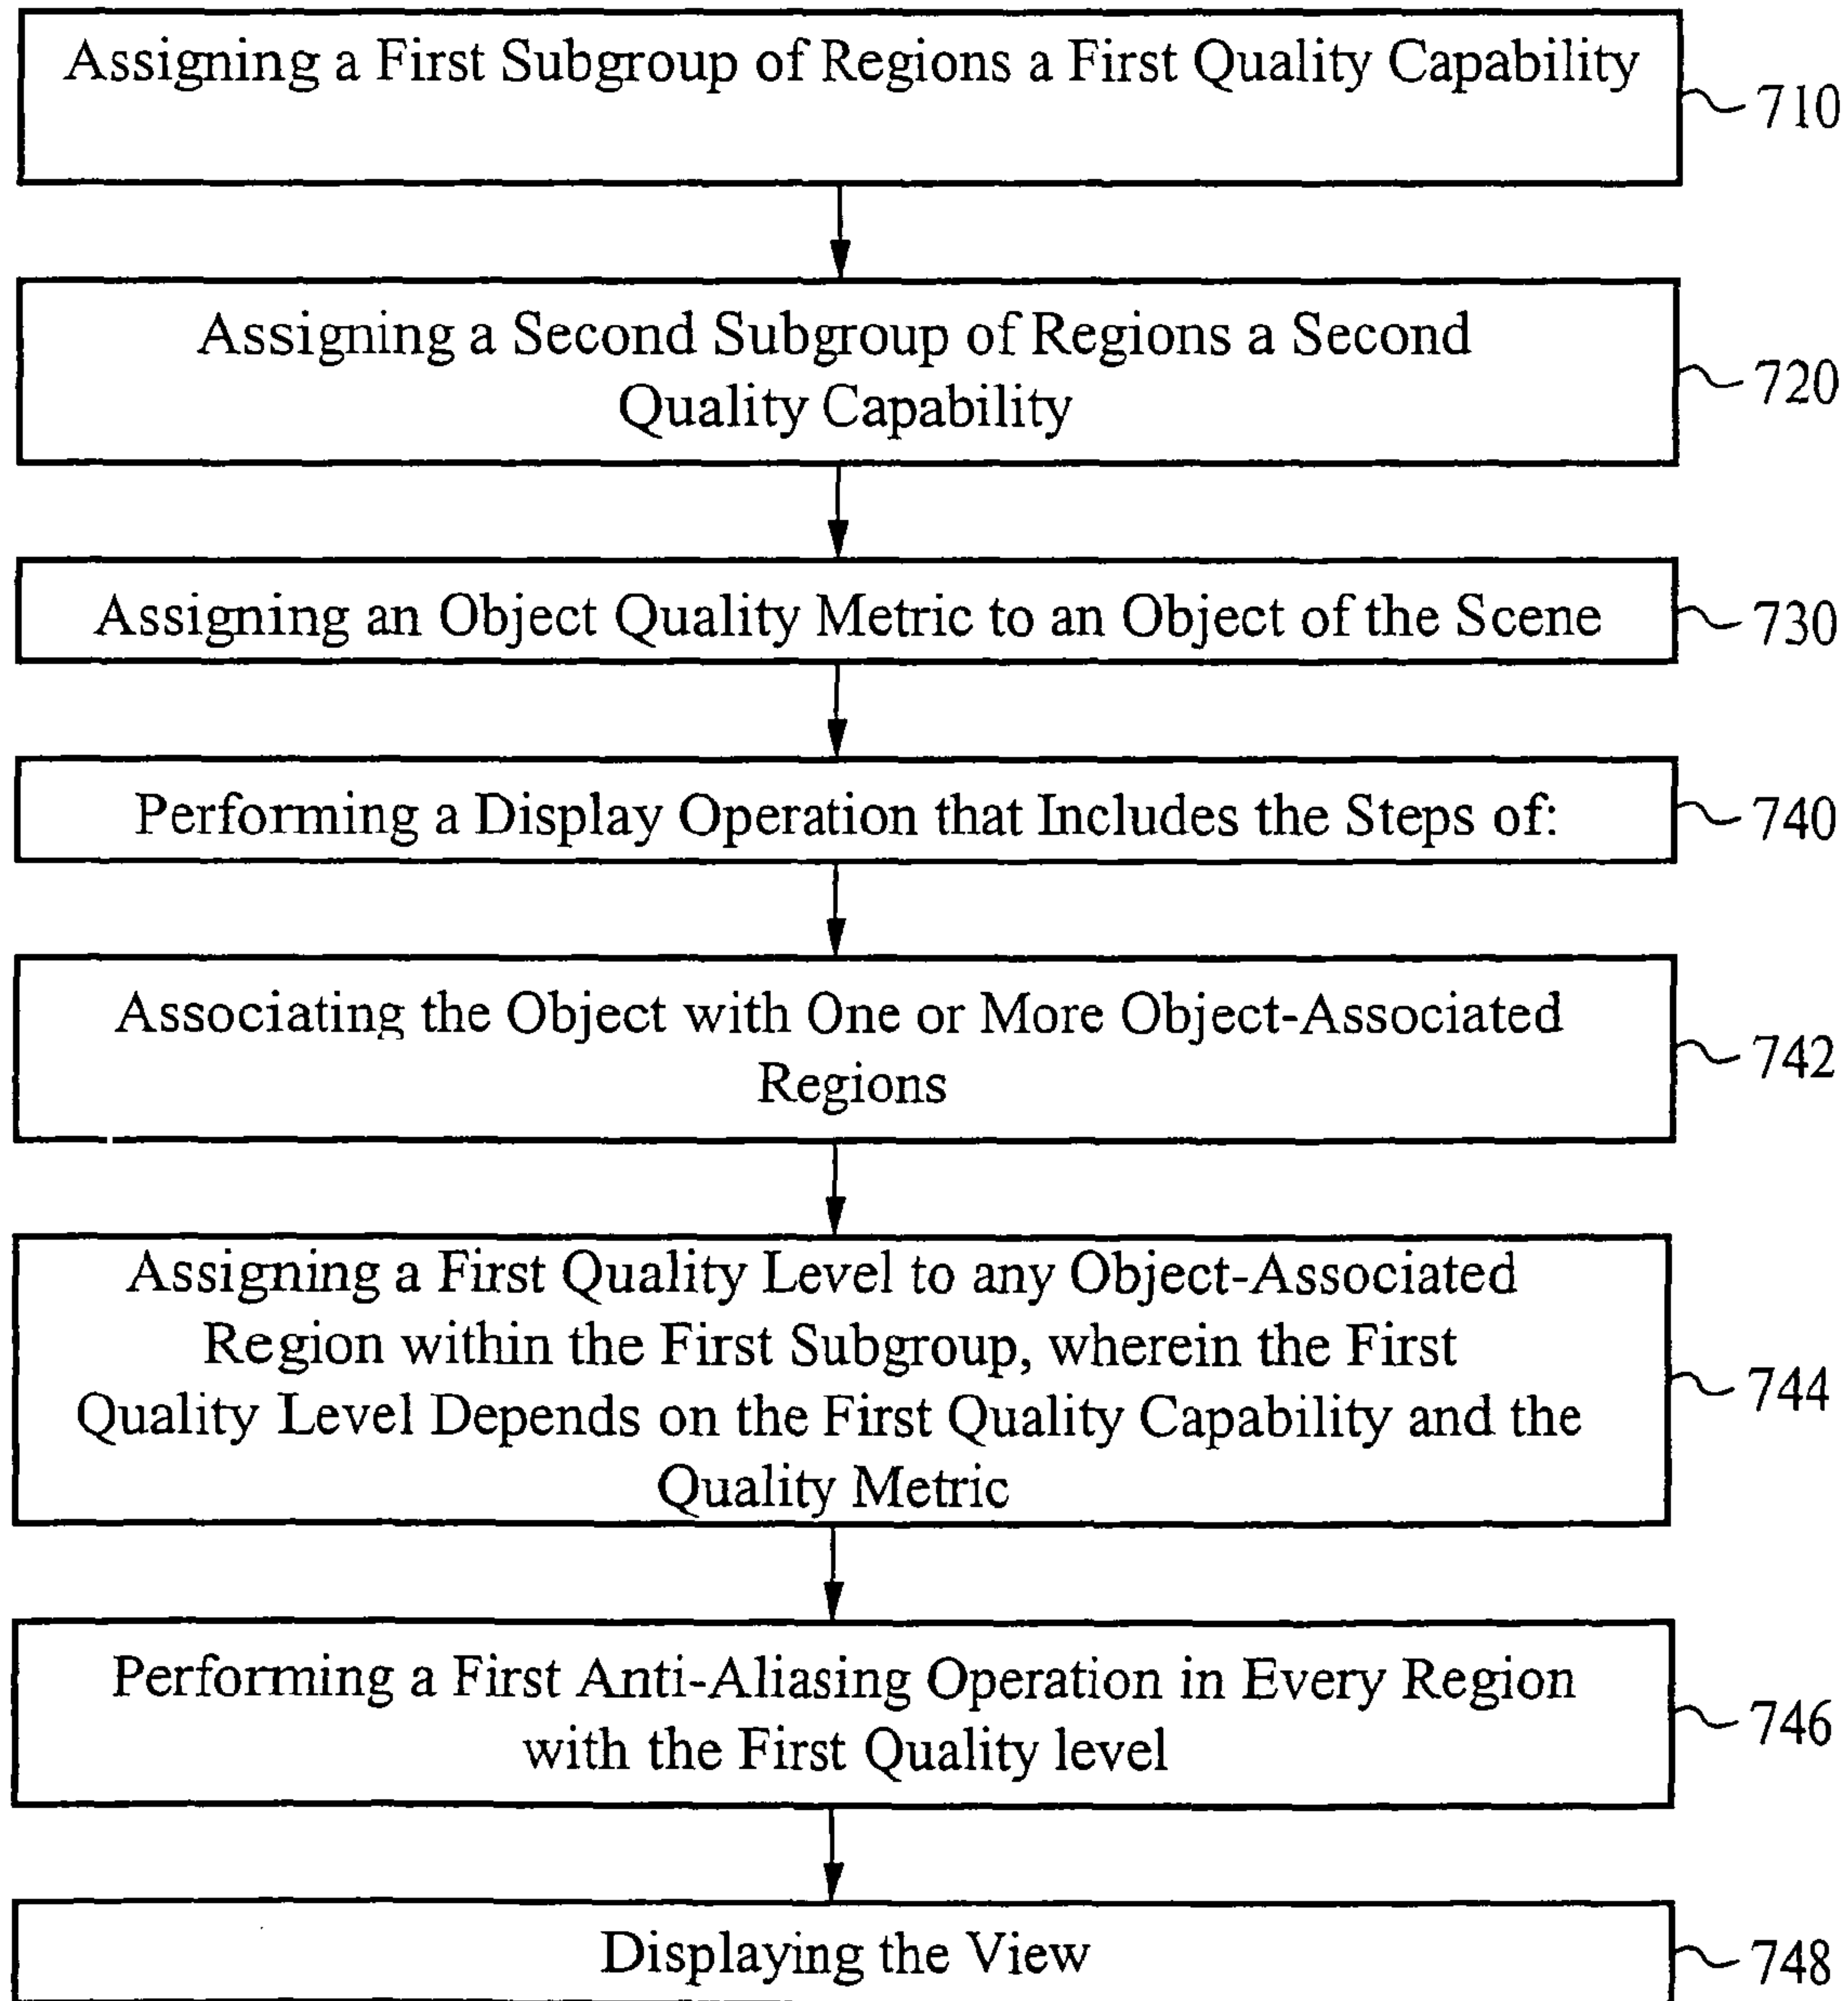 Assigning a First Subgroup of Regions a First Quality Capability
710
Assigning a Second Subgroup of Regions a Second
Quality Capability
720
Assigning an Object Quality Metric to an Object of the Scene
730
Performing a Display Operation that Includes the Steps of:
740
Associating the Object with One or More Object-Associated
Regions
742
Assigning a First Quality Level to any Object-Associated
Region within the First Subgroup, wherein the First
Quality Level Depends on the First Quality Capability and the
Quality Metric
744
Performing a First Anti-Aliasing Operation in Every Region
with the First Quality level
746
Displaying the View
748